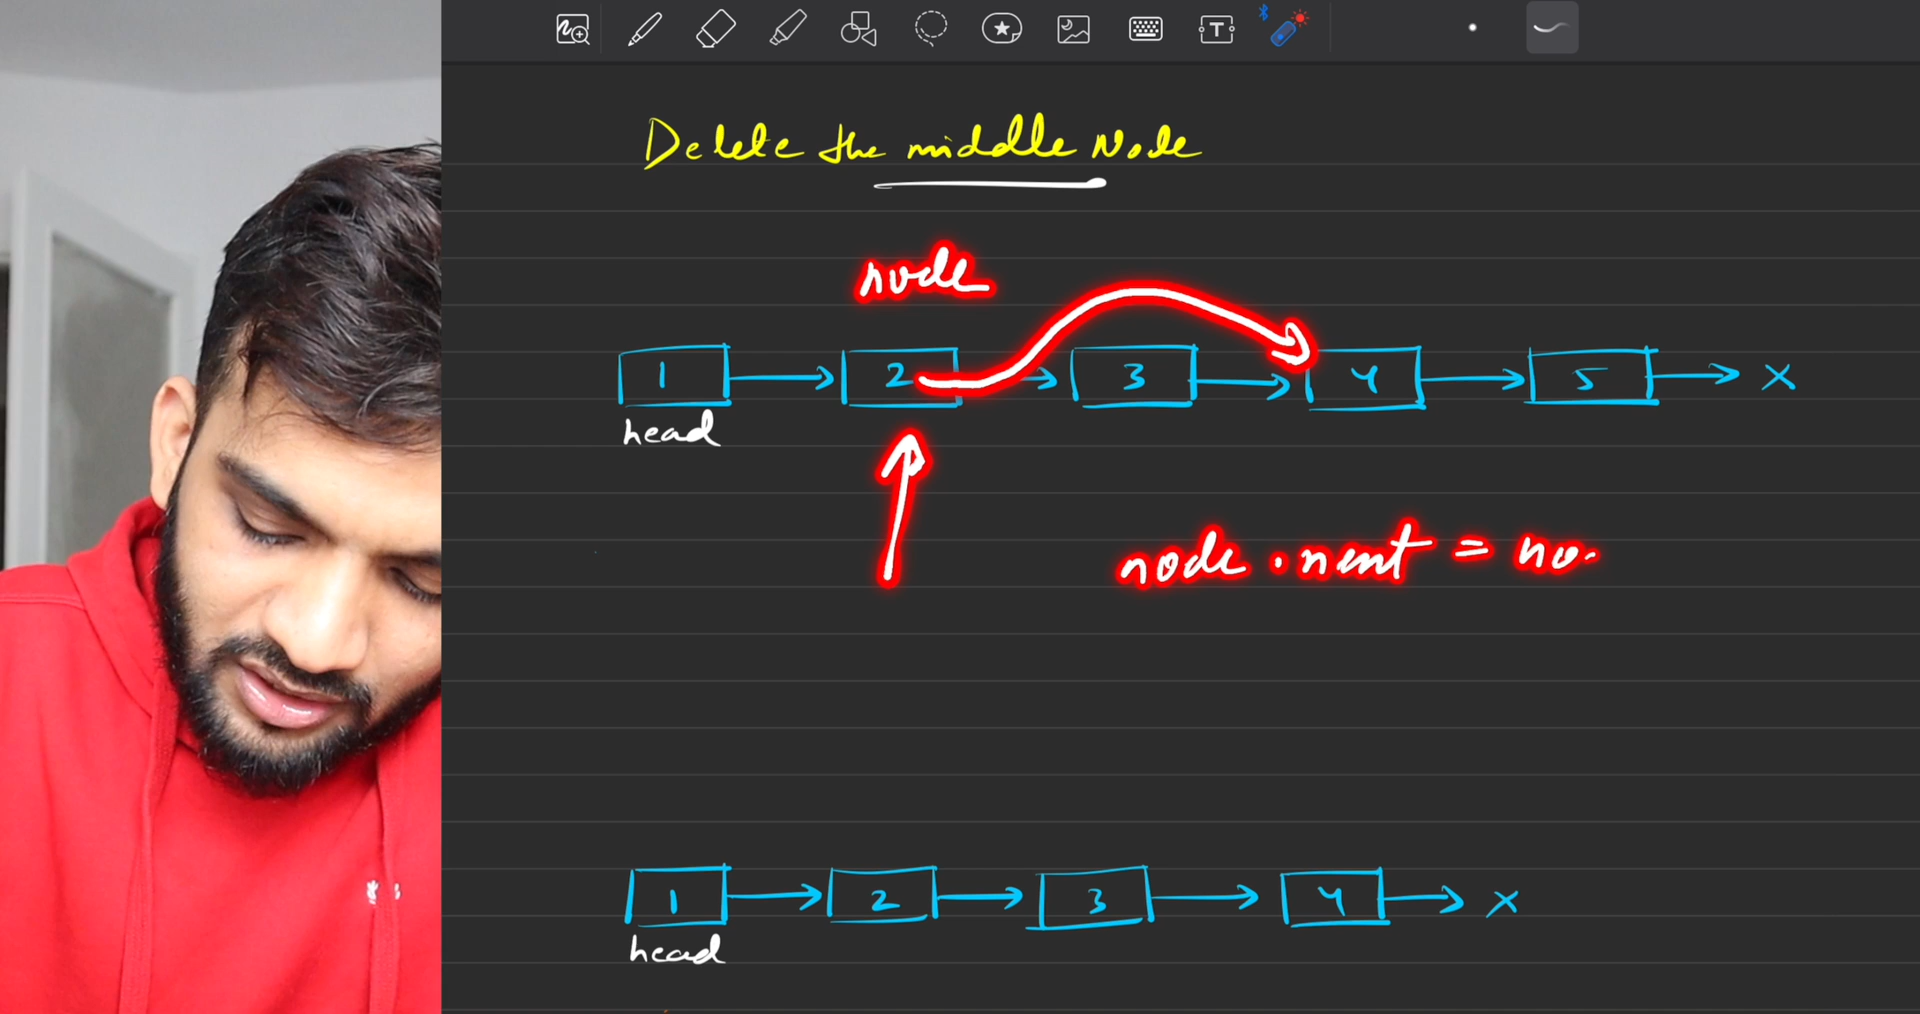 Delete the middle Node
node
1 2 3 4 5 x
head
node.next = no
1 2 3 4 x
head